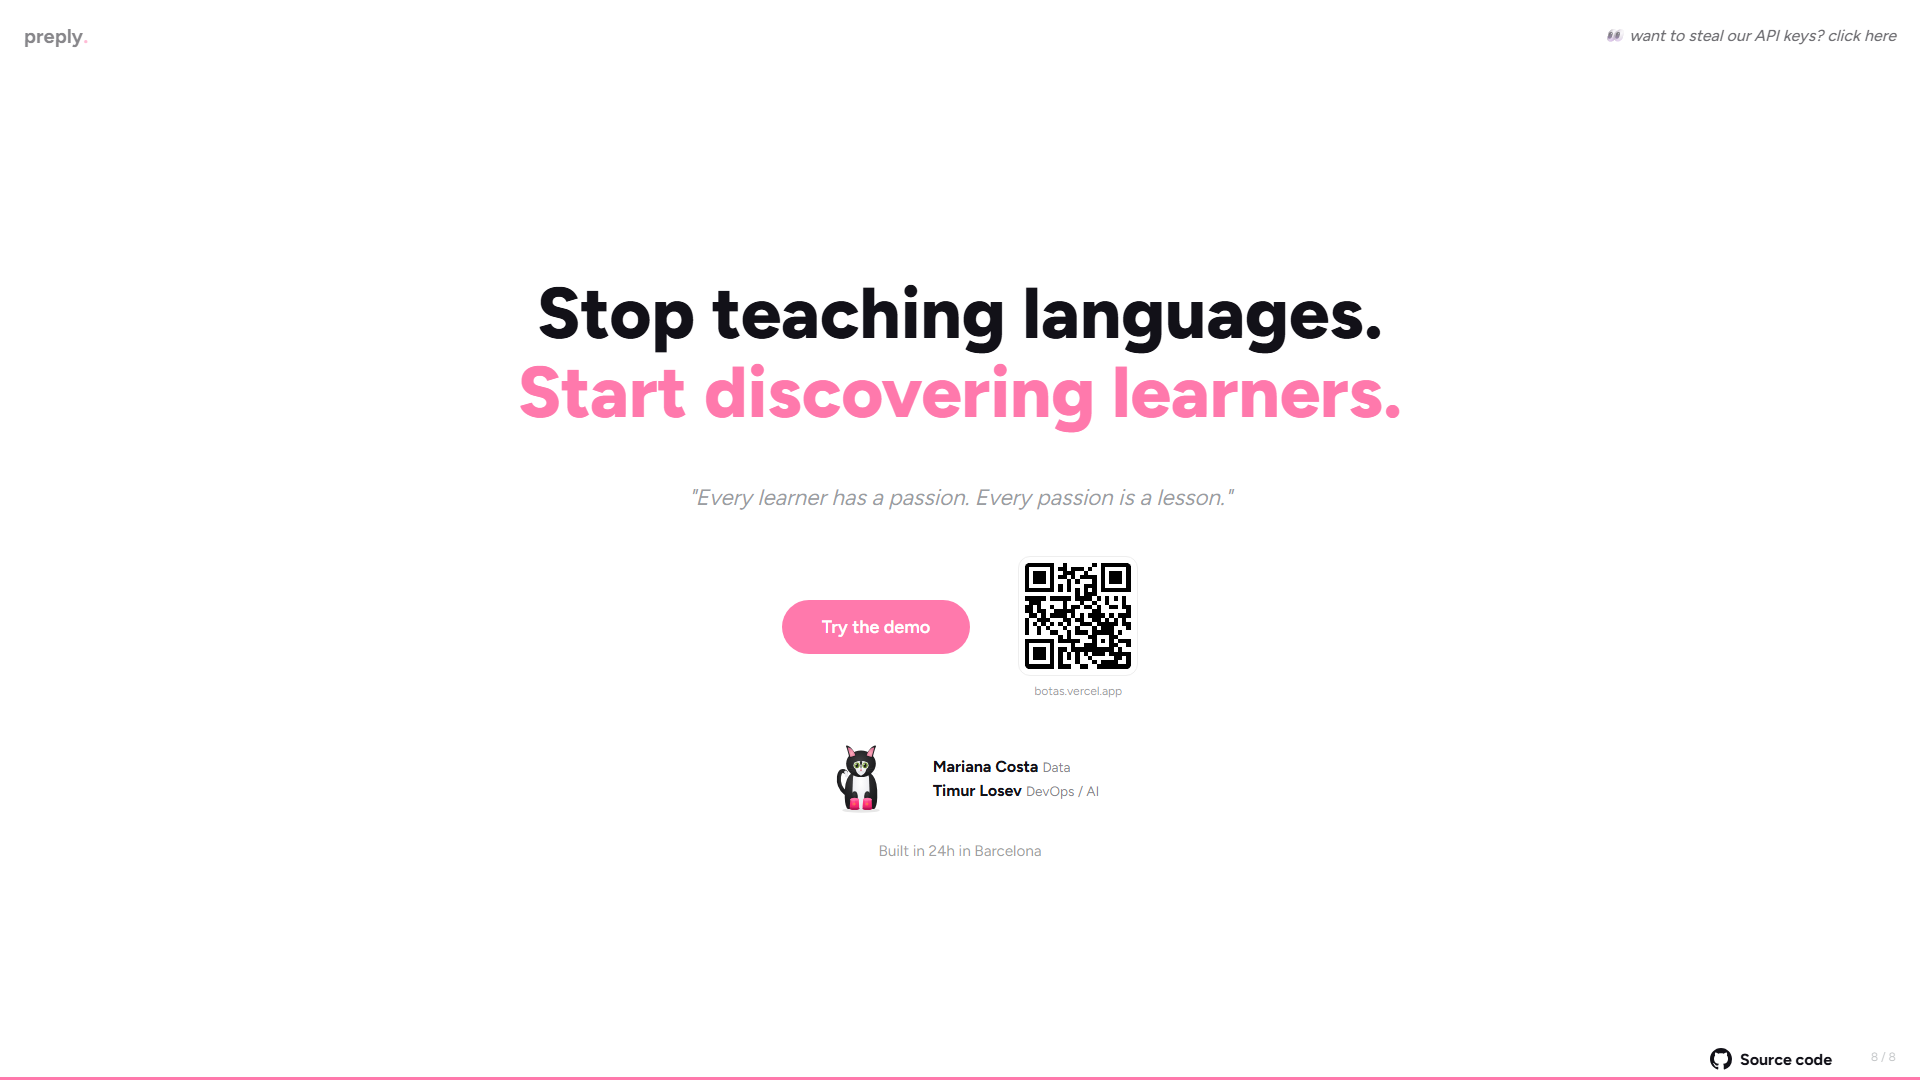 preply.
👀 want to steal our API keys? click here
Stop teaching languages.
Start discovering learners.
"Every learner has a passion. Every passion is a lesson."
Try the demo
botas.vercel.app
Mariana Costa Data
Timur Losev DevOps / AI
Built in 24h in Barcelona
Source code
8 / 8